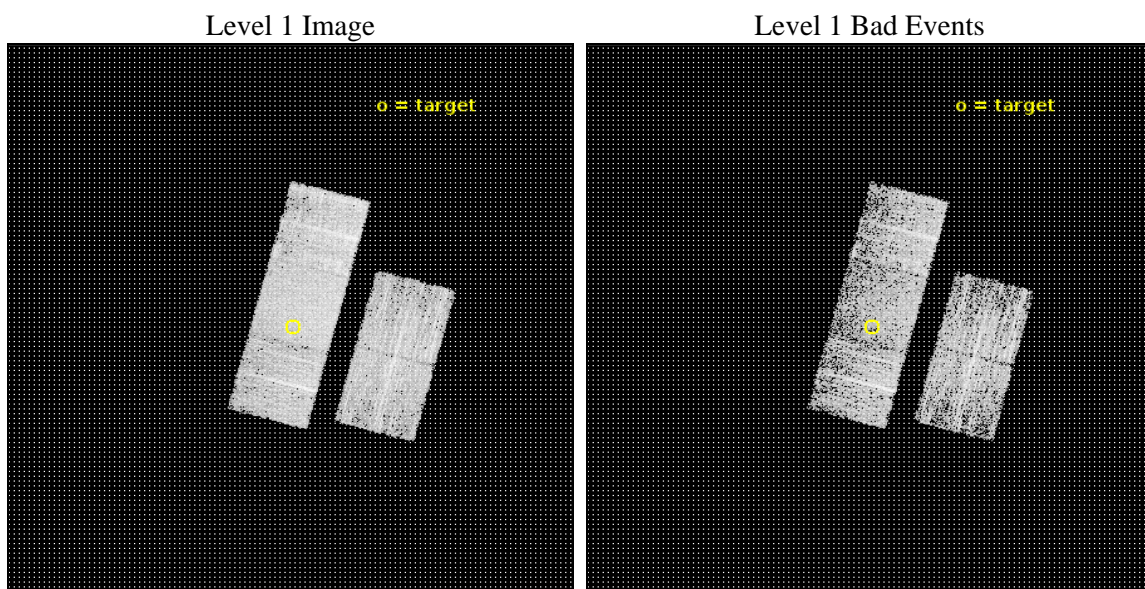 Level 1 Image
Level 1 Bad Events
o = target
o = target